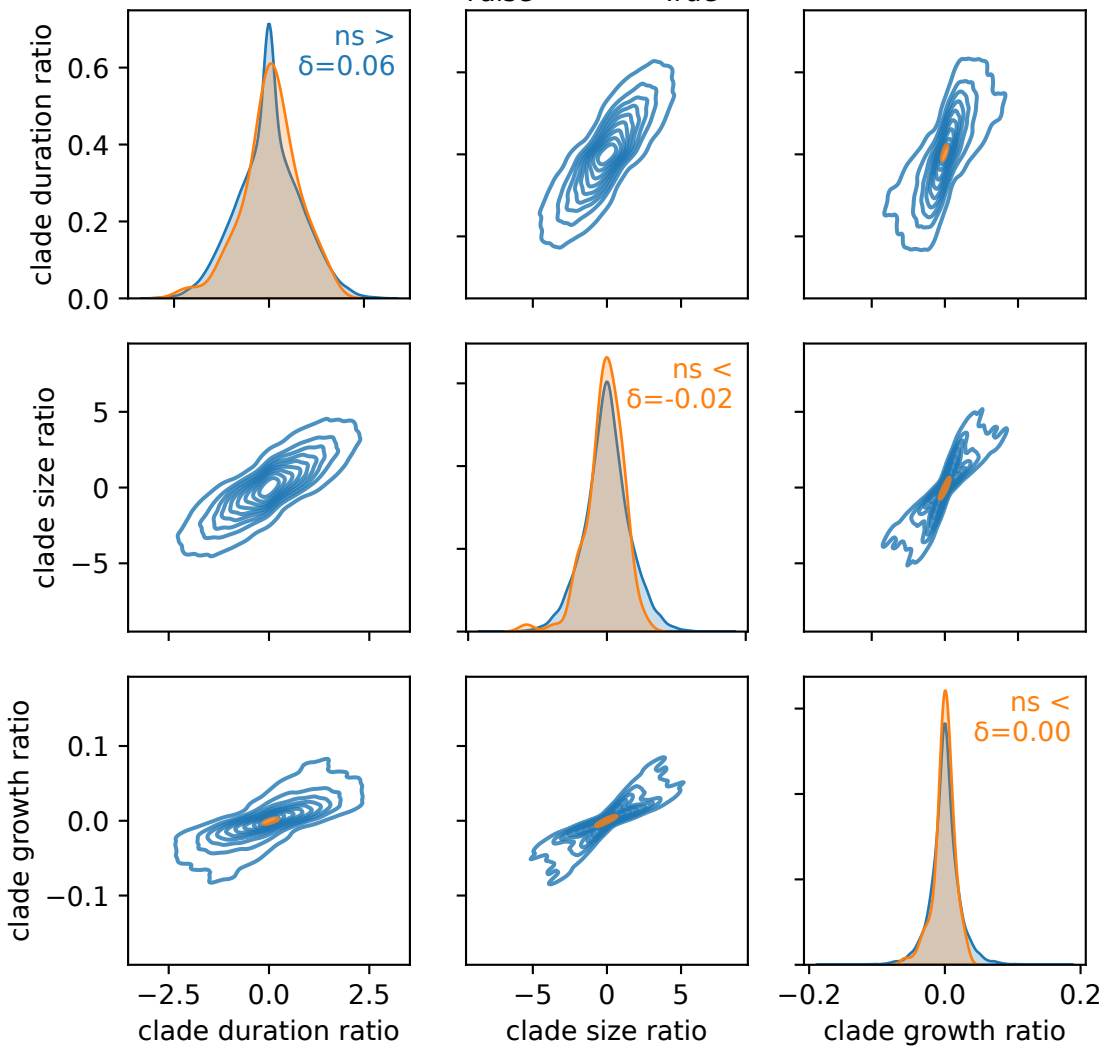 clade duration ratio
0.6
0.4
0.2
0.0
ns >
δ=0.06
clade size ratio
5
0
−5
ns <
δ=-0.02
clade growth ratio
0.1
0.0
−0.1
ns <
δ=0.00
−2.5 0.0 2.5
−5 0 5
−0.2 0.0 0.2
clade duration ratio
clade size ratio
clade growth ratio